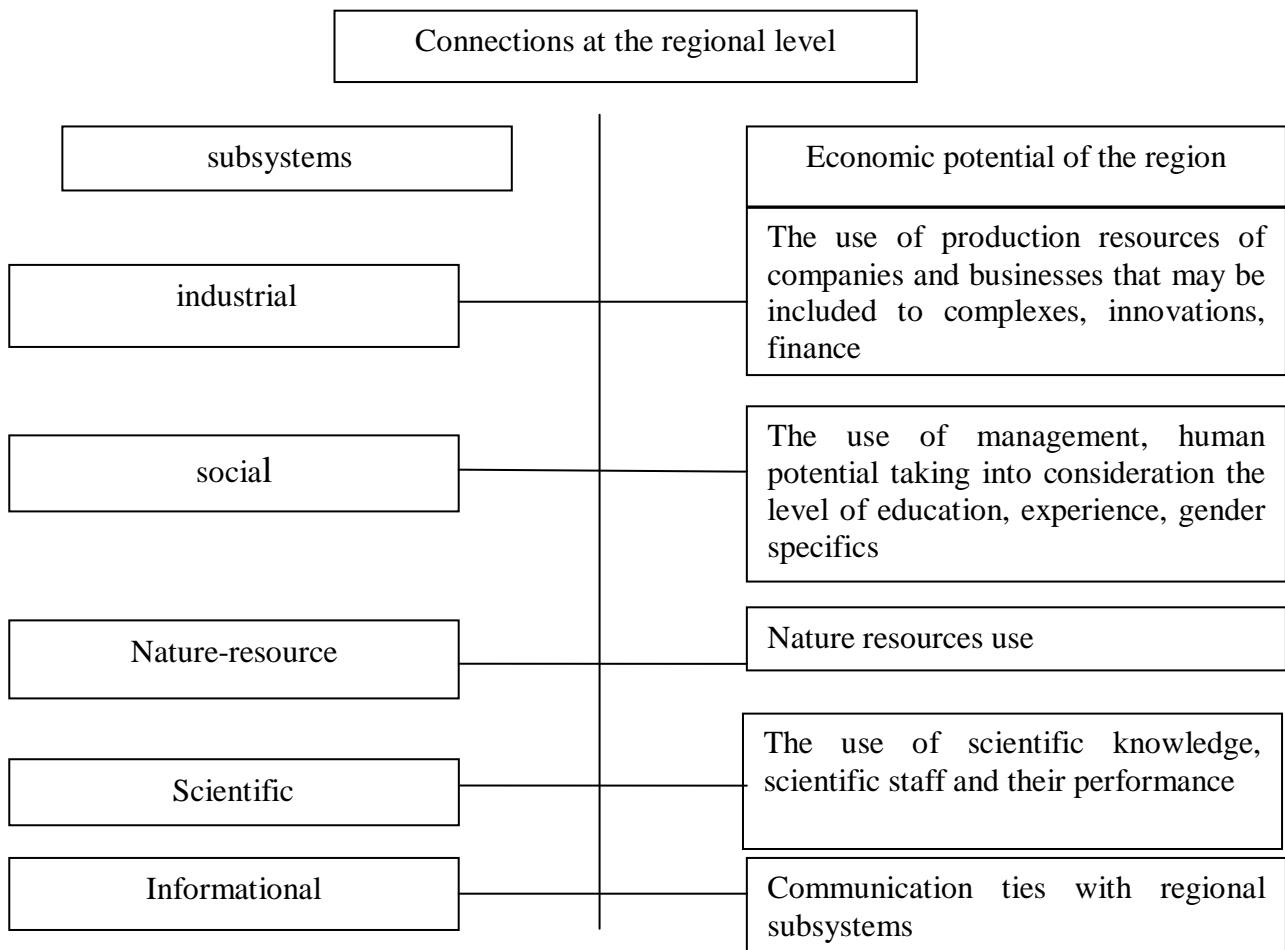 Connections at the regional level
subsystems
Economic potential of the region
industrial
The use of production resources of
companies and businesses that may be
included to complexes, innovations,
finance
social
The use of management, human
potential taking into consideration the
level of education, experience, gender
specifics
Nature-resource
Nature resources use
Scientific
The use of scientific knowledge,
scientific staff and their performance
Informational
Communication ties with regional
subsystems